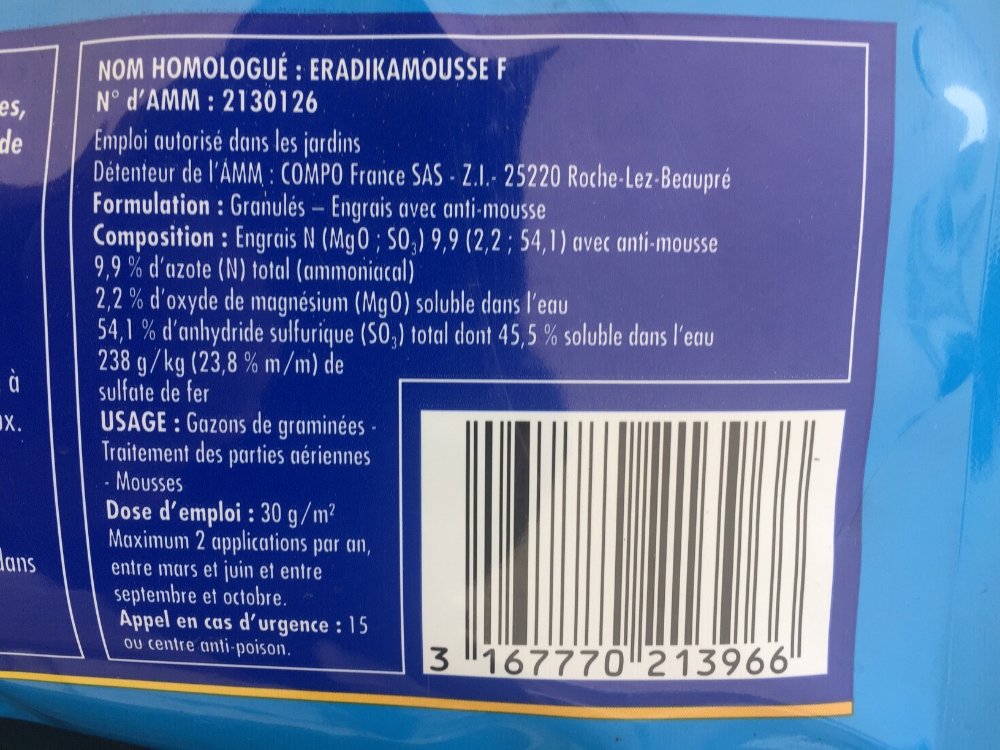 es,
de
à
ox.
dans
NOM HOMOLOGUÉ : ERADIKAMOUSSE F
N° d'AMM : 2130126
Emploi autorisé dans les jardins
Détenteur de l'AMM : COMPO France SAS - Z.I.- 25220 Roche-Lez-Beaupré
Formulation : Granulés – Engrais avec anti-mousse
Composition : Engrais N (MgO ; SO₃) 9,9 (2,2 ; 54,1) avec anti-mousse
9,9 % d'azote (N) total (ammoniacal)
2,2 % d'oxyde de magnésium (MgO) soluble dans l'eau
54,1 % d'anhydride sulfurique (SO₃) total dont 45,5 % soluble dans l'eau
238 g/kg (23,8 % m/m) de
sulfate de fer
USAGE : Gazons de graminées -
Traitement des parties aériennes
- Mousses
Dose d'emploi : 30 g/m²
Maximum 2 applications par an,
entre mars et juin et entre
septembre et octobre.
Appel en cas d'urgence : 15
ou centre anti-poison.
3 167770 213966